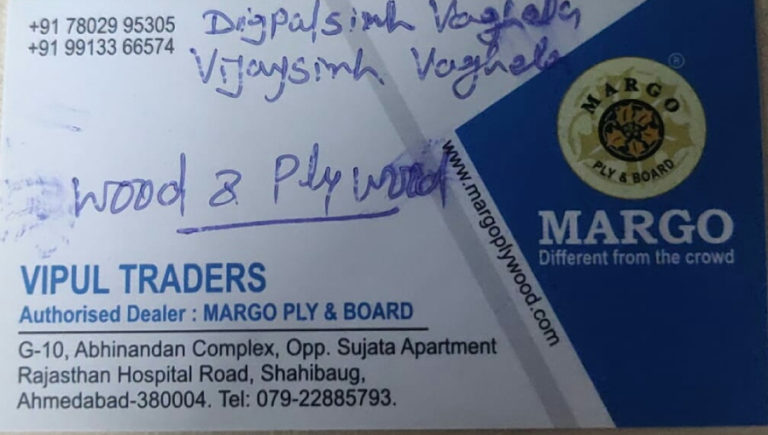 +91 78029 95305
+91 99133 66574
Digpalsinh Vaghela
Vijaysinh Vaghela
Wood & Plywood
VIPUL TRADERS
Authorised Dealer : MARGO PLY & BOARD
G-10, Abhinandan Complex, Opp. Sujata Apartment
Rajasthan Hospital Road, Shahibaug,
Ahmedabad-380004. Tel: 079-22885793.
www.margoplywood.com
®
MARGO
PLY & BOARD
MARGO
Different from the crowd